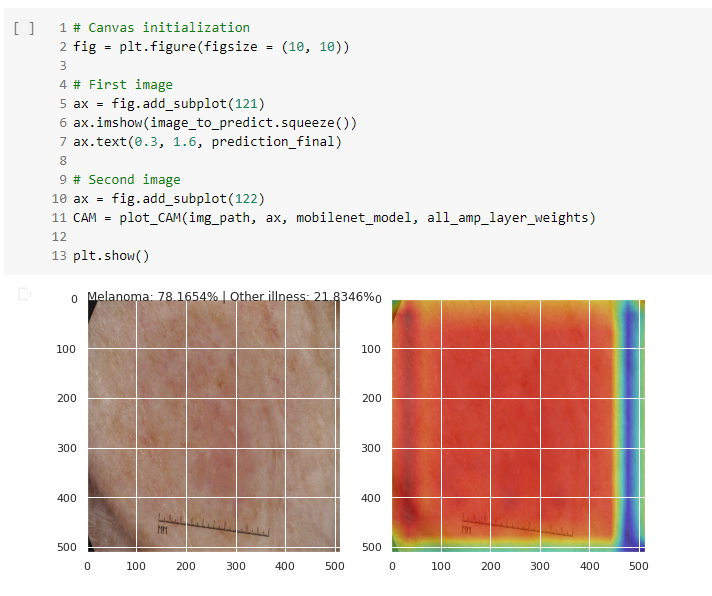 [ ]
1 # Canvas initialization
2 fig = plt.figure(figsize = (10, 10))
3
4 # First image
5 ax = fig.add_subplot(121)
6 ax.imshow(image_to_predict.squeeze())
7 ax.text(0.3, 1.6, prediction_final)
8
9 # Second image
10 ax = fig.add_subplot(122)
11 CAM = plot_CAM(img_path, ax, mobilenet_model, all_amp_layer_weights)
12
13 plt.show()
Melanoma: 78.1654% | Other illness: 21.8346%
0
100
200
300
400
500
0 100 200 300 400 500
MM
0
100
200
300
400
500
0 100 200 300 400 500
MM